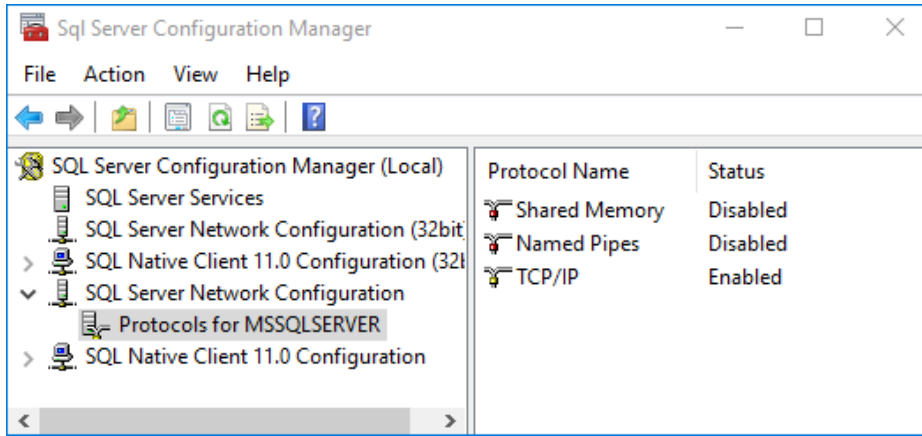 Sql Server Configuration Manager
File Action View Help
SQL Server Configuration Manager (Local)
SQL Server Services
SQL Server Network Configuration (32bit
SQL Native Client 11.0 Configuration (32b
SQL Server Network Configuration
Protocols for MSSQLSERVER
SQL Native Client 11.0 Configuration
Protocol Name Status
Shared Memory Disabled
Named Pipes Disabled
TCP/IP Enabled